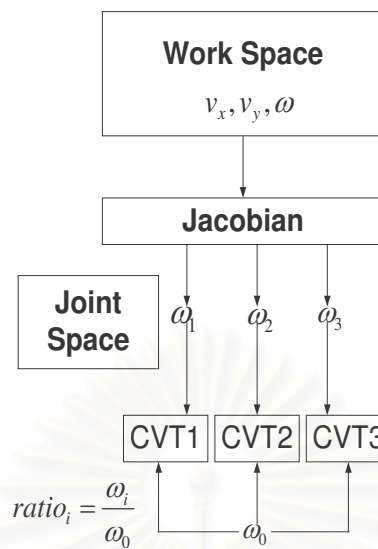 Work Space
v_x, v_y, ω
Jacobian
Joint
Space
ω_1 ω_2 ω_3
CVT1 CVT2 CVT3
ratio_i = ω_i / ω_0
ω_0